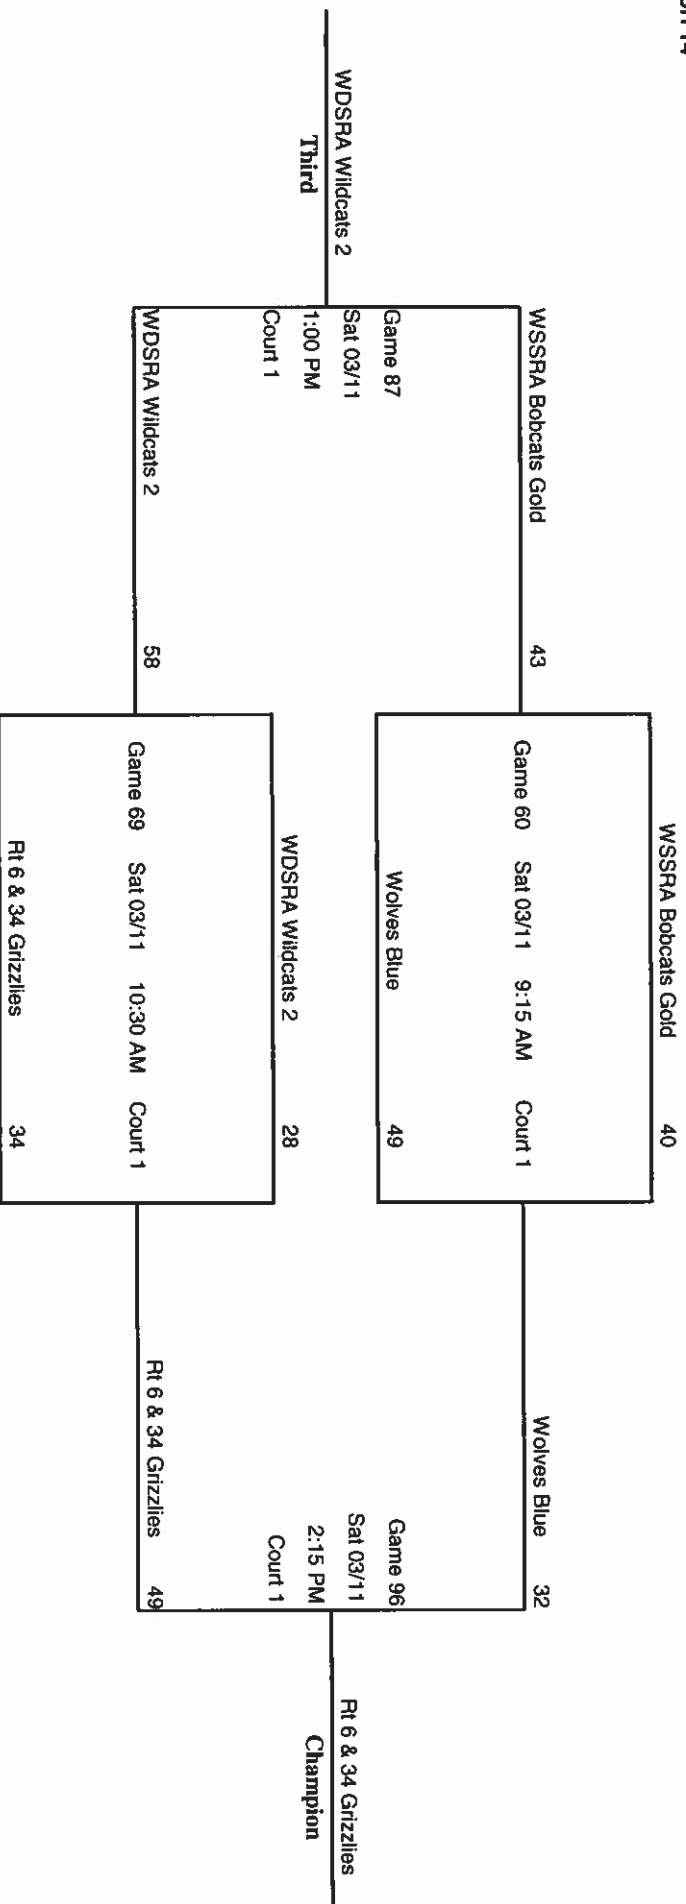 WSSRA Bobcats Gold 40
WSSRA Bobcats Gold 43
Game 60 Sat 03/11 9:15 AM Court 1
Wolves Blue 32
Wolves Blue 49
Game 87
Sat 03/11
1:00 PM
Court 1
Game 96
Sat 03/11
2:15 PM
Court 1
WDSRA Wildcats 2
Third
Rt 6 & 34 Grizzlies
Champion
WDSRA Wildcats 2 28
WDSRA Wildcats 2 58
Game 69 Sat 03/11 10:30 AM Court 1
Rt 6 & 34 Grizzlies 49
Rt 6 & 34 Grizzlies 34